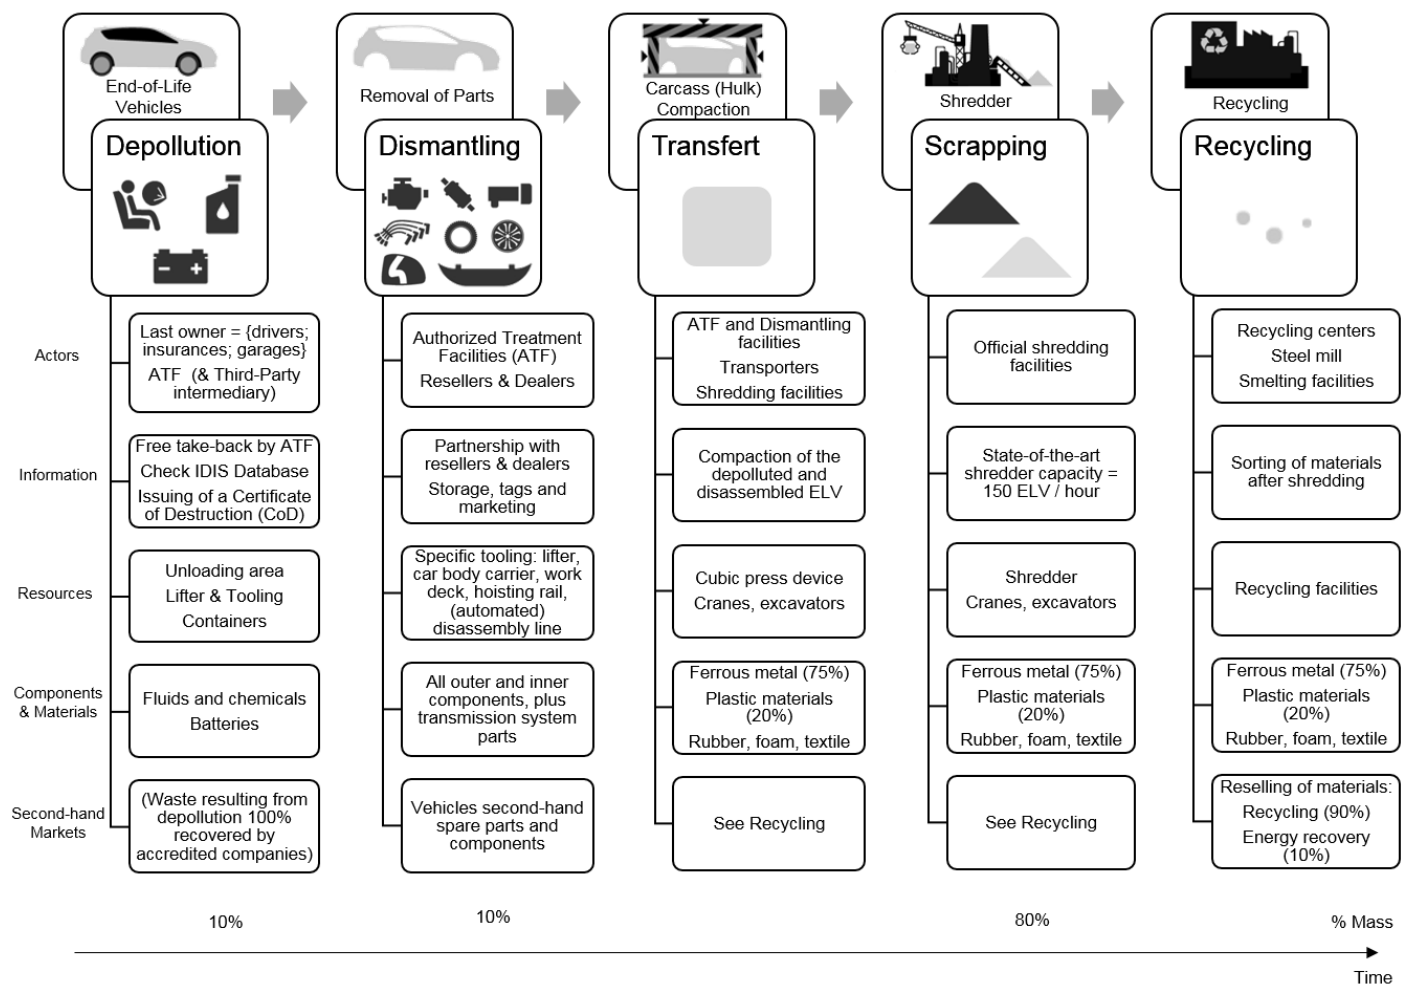 End-of-Life
Vehicles
Removal of Parts
Carcass (Hulk)
Compaction
Shredder
Recycling
Depollution
Dismantling
Transfert
Scrapping
Recycling
Actors
Last owner = {drivers;
insurances; garages}
ATF (& Third-Party
intermediary)
Authorized Treatment
Facilities (ATF)
Resellers & Dealers
ATF and Dismantling
facilities
Transporters
Shredding facilities
Official shredding
facilities
Recycling centers
Steel mill
Smelting facilities
Information
Free take-back by ATF
Check IDIS Database
Issuing of a Certificate
of Destruction (CoD)
Partnership with
resellers & dealers
Storage, tags and
marketing
Compaction of the
depolluted and
disassembled ELV
State-of-the-art
shredder capacity =
150 ELV / hour
Sorting of materials
after shredding
Resources
Unloading area
Lifter & Tooling
Containers
Specific tooling: lifter,
car body carrier, work
deck, hoisting rail,
(automated)
disassembly line
Cubic press device
Cranes, excavators
Shredder
Cranes, excavators
Recycling facilities
Components
& Materials
Fluids and chemicals
Batteries
All outer and inner
components, plus
transmission system
parts
Ferrous metal (75%)
Plastic materials
(20%)
Rubber, foam, textile
Ferrous metal (75%)
Plastic materials
(20%)
Rubber, foam, textile
Ferrous metal (75%)
Plastic materials
(20%)
Rubber, foam, textile
Second-hand
Markets
(Waste resulting from
depollution 100%
recovered by
accredited companies)
Vehicles second-hand
spare parts and
components
See Recycling
See Recycling
Reselling of materials:
Recycling (90%)
Energy recovery
(10%)
10%
10%
80%
% Mass
Time